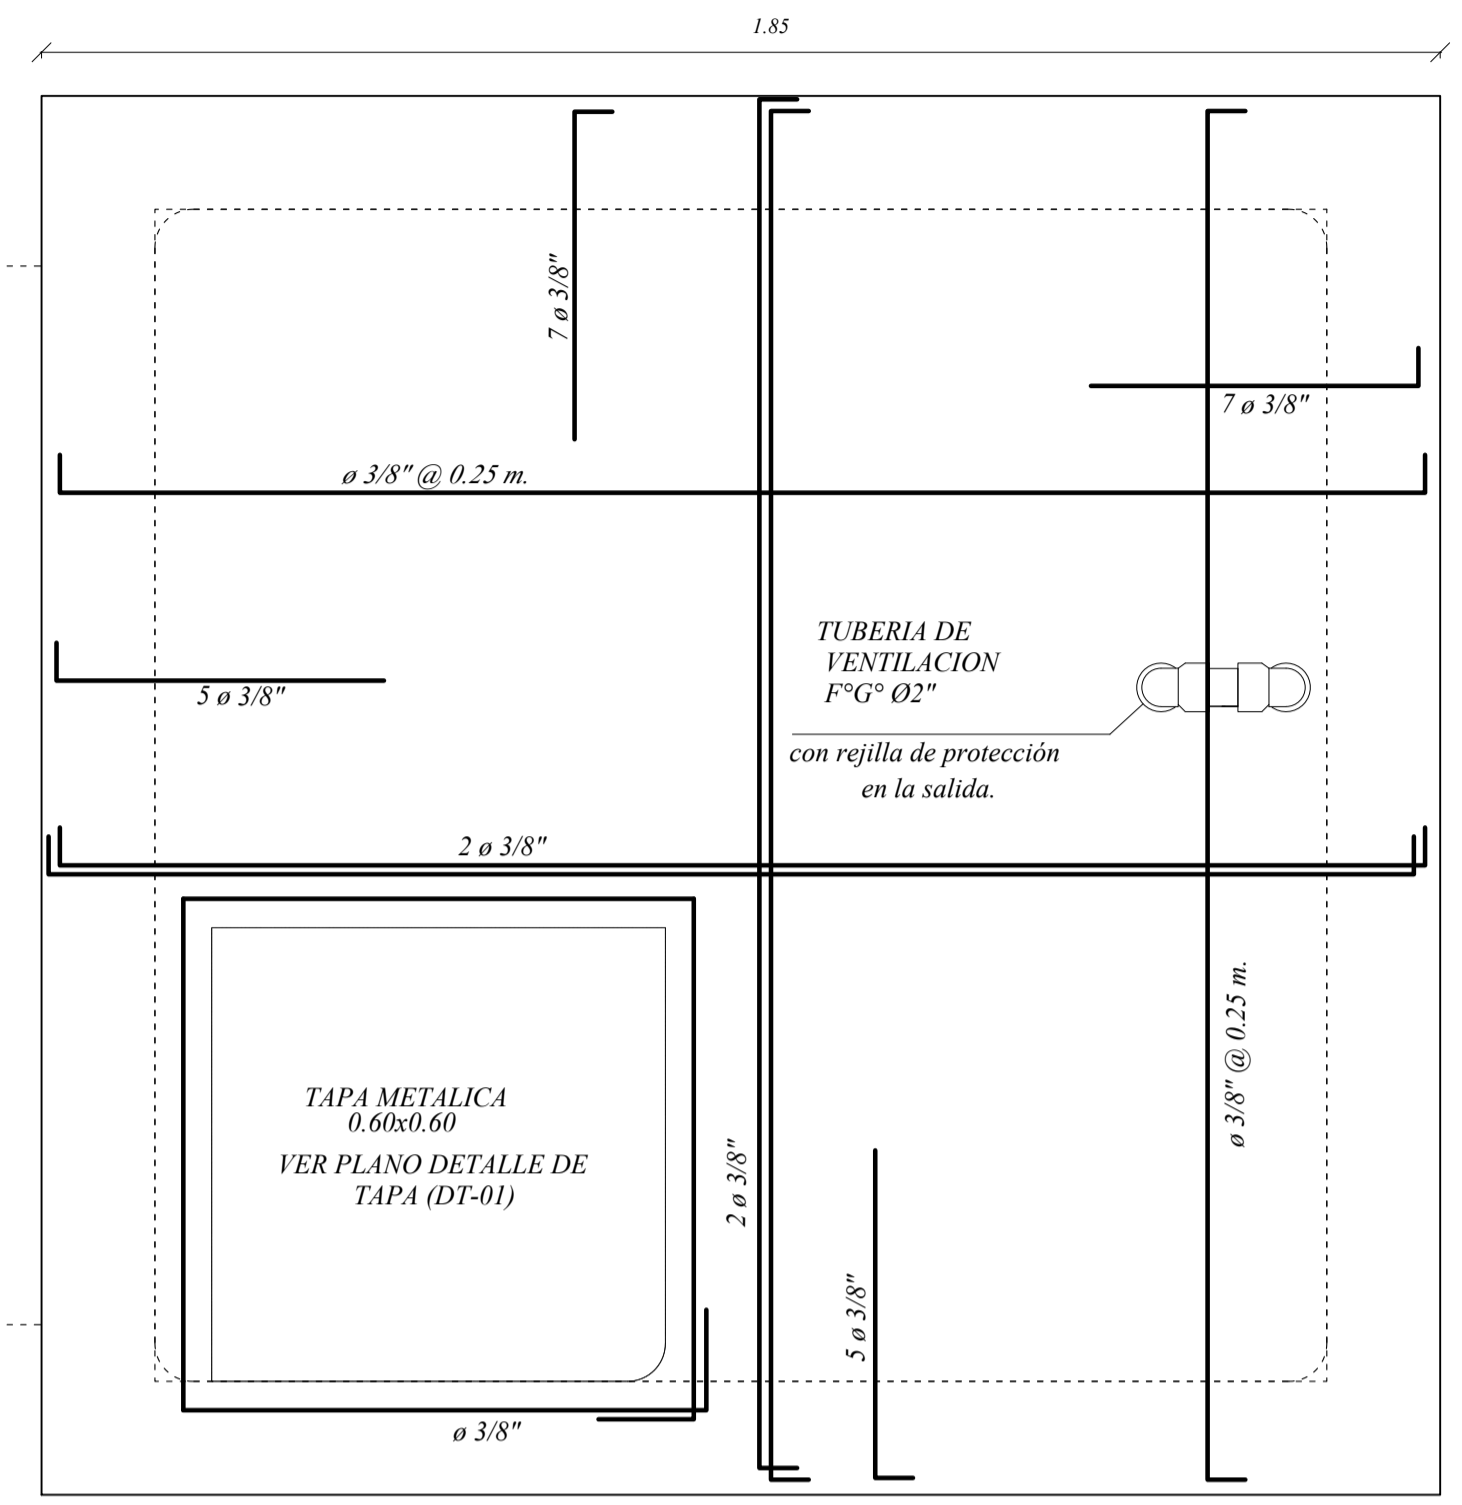 1.85
7 ø 3/8"
7 ø 3/8"
ø 3/8" @ 0.25 m.
TUBERIA DE
VENTILACION
F°G° Ø2"
5 ø 3/8"
con rejilla de protección
en la salida.
2 ø 3/8"
ø 3/8" @ 0.25 m.
TAPA METALICA
0.60x0.60
VER PLANO DETALLE DE
TAPA (DT-01)
2 ø 3/8"
5 ø 3/8"
ø 3/8"